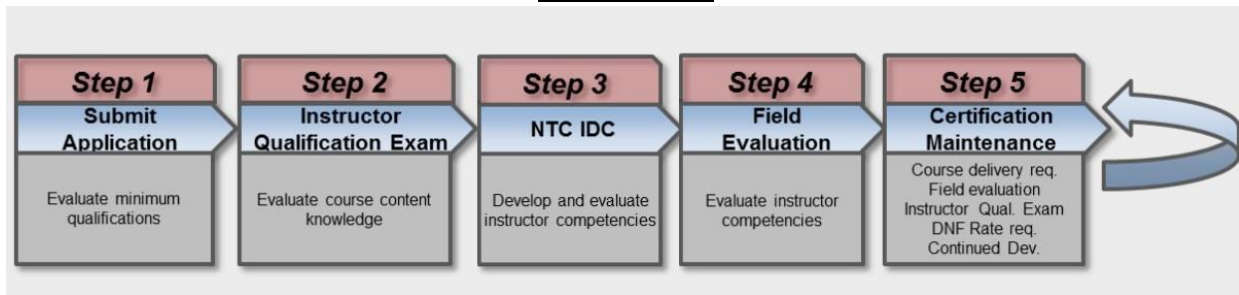 Step 1
Submit
Application
Evaluate minimum
qualifications
Step 2
Instructor
Qualification Exam
Evaluate course content
knowledge
Step 3
NTC IDC
Develop and evaluate
instructor competencies
Step 4
Field
Evaluation
Evaluate instructor
competencies
Step 5
Certification
Maintenance
Course delivery req.
Field evaluation
Instructor Qual. Exam
DNF Rate req.
Continued Dev.